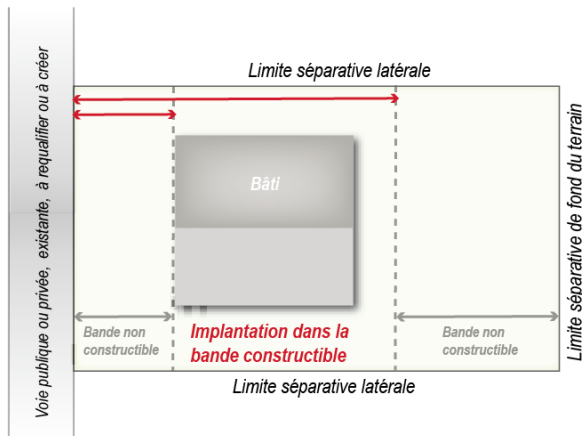 Voie publique ou privée, existante, à requalifier ou à créer
Limite séparative latérale
Bâti
Limite séparative de fond du terrain
Bande non
constructible
Implantation dans la
bande constructible
Bande non
constructible
Limite séparative latérale